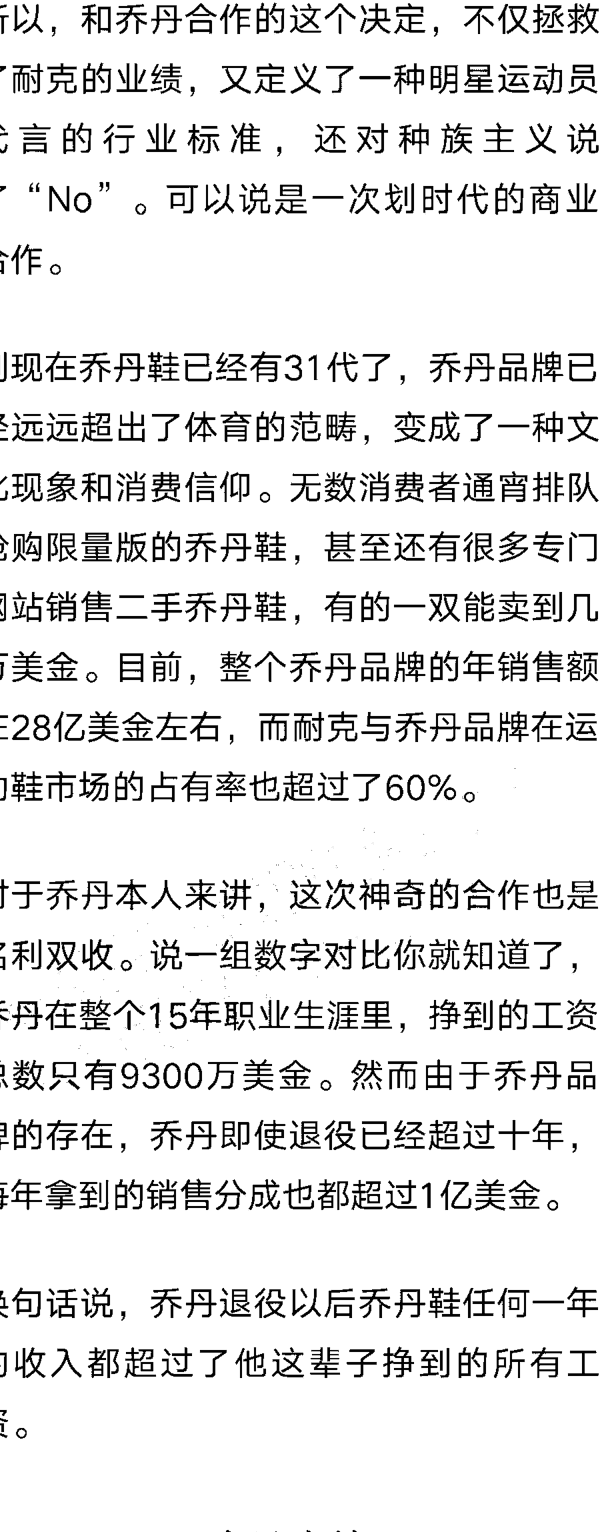 所以，和乔丹合作的这个决定，不仅拯救
了耐克的业绩，又定义了一种明星运动员
代言的行业标准，还对种族主义说
了“No”。可以说是一次划时代的商业
合作。
到现在乔丹鞋已经有31代了，乔丹品牌已
经远远超出了体育的范畴，变成了一种文
化现象和消费信仰。无数消费者通宵排队
抢购限量版的乔丹鞋，甚至还有很多专门
网站销售二手乔丹鞋，有的一双能卖到几
万美金。目前，整个乔丹品牌的年销售额
在28亿美金左右，而耐克与乔丹品牌在运
动鞋市场的占有率也超过了60%。
对于乔丹本人来讲，这次神奇的合作也是
名利双收。说一组数字对比你就知道了，
乔丹在整个15年职业生涯里，挣到的工资
总数只有9300万美金。然而由于乔丹品
牌的存在，乔丹即使退役已经超过十年，
每年拿到的销售分成也都超过1亿美金。
换句话说，乔丹退役以后乔丹鞋任何一年
的收入都超过了他这辈子挣到的所有工
资。